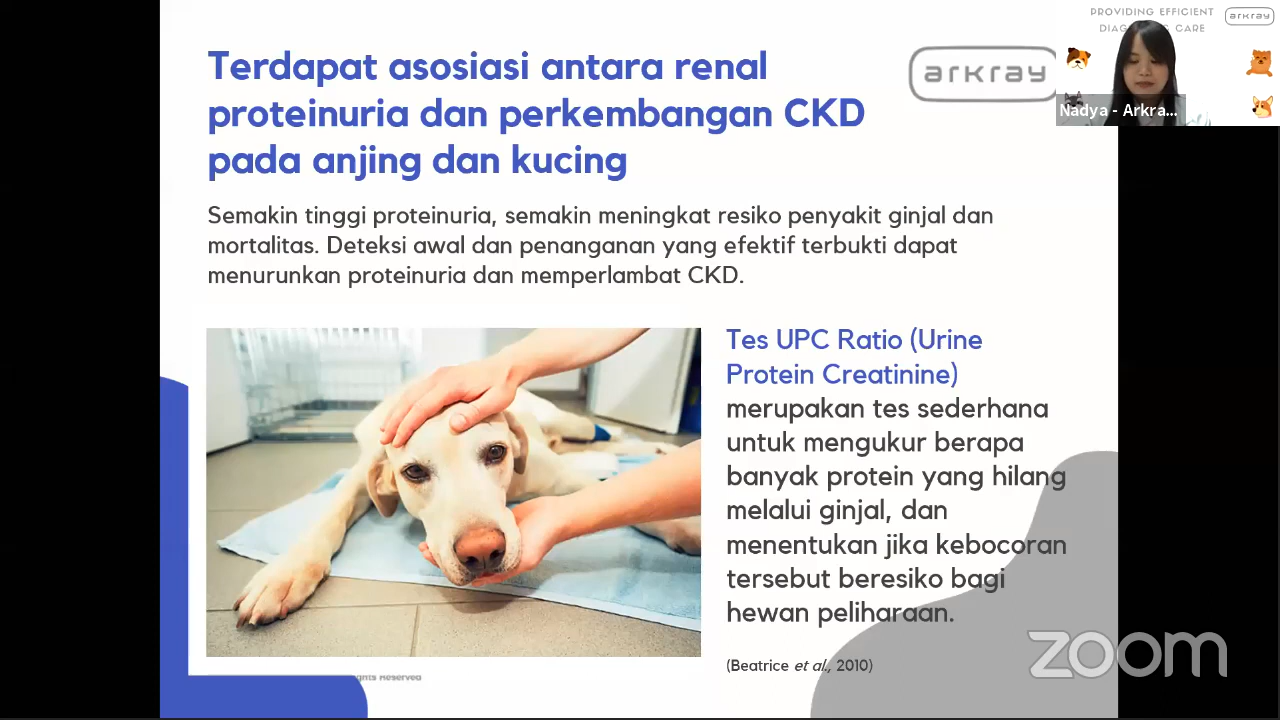 PROVIDING EFFICIENT
arkray
CARE
Terdapat asosiasi antara renal
proteinuria dan perkembangan CKD
pada anjing dan kucing
arkray
Nadya - Arkra...
Semakin tinggi proteinuria, semakin meningkat resiko penyakit ginjal dan
mortalitas. Deteksi awal dan penanganan yang efektif terbukti dapat
menurunkan proteinuria dan memperlambat CKD.
Tes UPC Ratio (Urine
Protein Creatinine)
merupakan tes sederhana
untuk mengukur berapa
banyak protein yang hilang
melalui ginjal, dan
menentukan jika kebocoran
tersebut beresiko bagi
hewan peliharaan.
(Beatrice et al., 2010)
Reserved
zoom